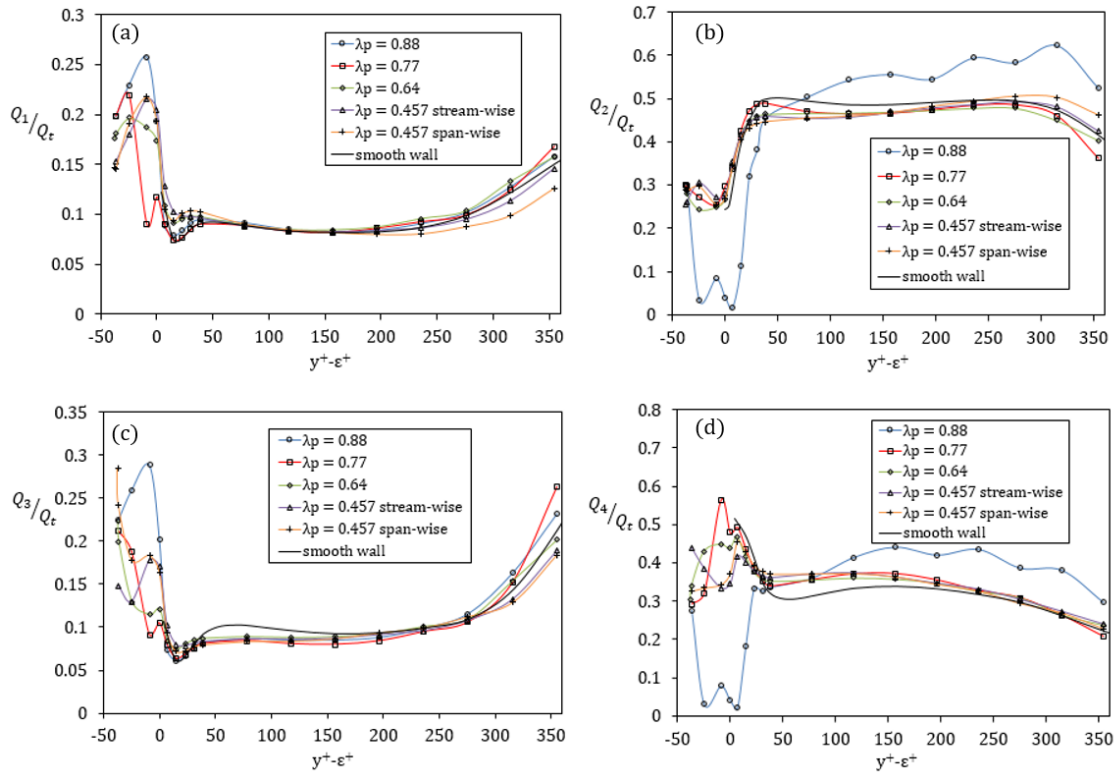 (a)
0.3
0.25
0.2
0.15
0.1
0.05
0
Q1/Qt
λp = 0.88
λp = 0.77
λp = 0.64
λp = 0.457 stream-wise
λp = 0.457 span-wise
smooth wall
-50 0 50 100 150 200 250 300 350
y⁺-ε⁺
(b)
0.7
0.6
0.5
0.4
0.3
0.2
0.1
0
Q2/Qt
λp = 0.88
λp = 0.77
λp = 0.64
λp = 0.457 stream-wise
λp = 0.457 span-wise
smooth wall
-50 0 50 100 150 200 250 300 350
y⁺-ε⁺
(c)
0.35
0.3
0.25
0.2
0.15
0.1
0.05
0
Q3/Qt
λp = 0.88
λp = 0.77
λp = 0.64
λp = 0.457 stream-wise
λp = 0.457 span-wise
smooth wall
-50 0 50 100 150 200 250 300 350
y⁺-ε⁺
(d)
0.8
0.7
0.6
0.5
0.4
0.3
0.2
0.1
0
Q4/Qt
λp = 0.88
λp = 0.77
λp = 0.64
λp = 0.457 stream-wise
λp = 0.457 span-wise
smooth wall
-50 0 50 100 150 200 250 300 350
y⁺-ε⁺